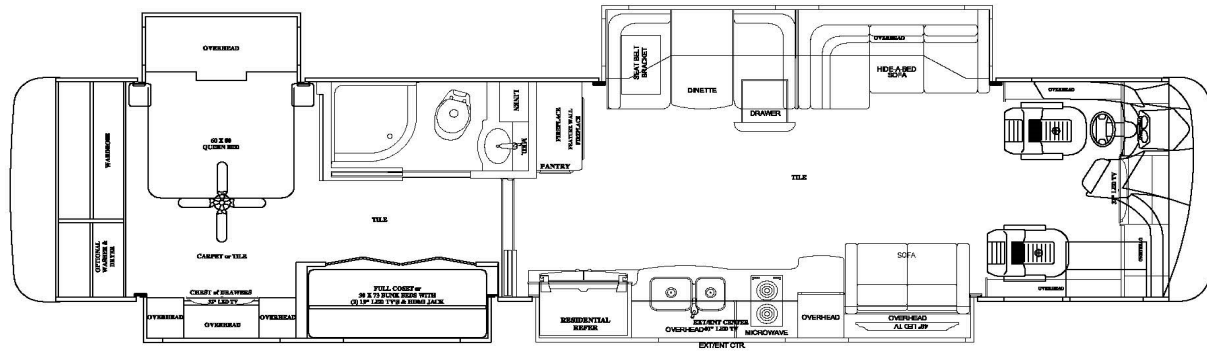 OVERHEAD
WARDROBE
60 X 80
QUEEN BED
OPTIONAL
WASHER &
DRYER
CARPET or TILE
CHEST of DRAWERS
32" LED TV
OVERHEAD
OVERHEAD
OVERHEAD
TILE
LINEN
MED.
FIREPLACE
FEATURE WALL
FIREPLACE
PANTRY
FULL COSET or
30 X 75 BUNK BEDS WITH
(2) 19" LED TV'S & HDMI JACK
SEAT BELT
BRACKET
DINETTE
DRAWER
OVERHEAD
HIDE-A-BED
SOFA
TILE
RESIDENTIAL
REFER
EXT/ENT CENTER
OVERHEAD
40" LED TV
MICROWAVE
EXT/ENT CTR.
OVERHEAD
SOFA
OVERHEAD
40" LED TV
OVERHEAD
OVERHEAD
OVERHEAD